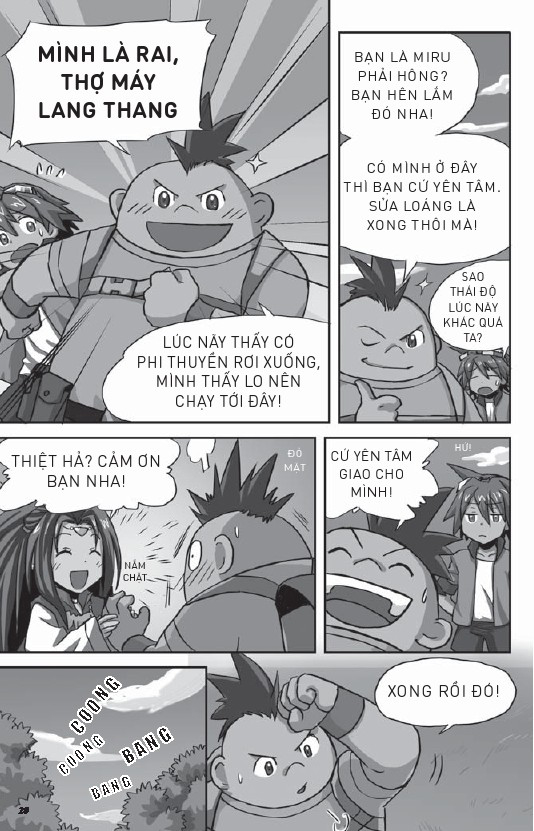 MÌNH LÀ RAI,
THỢ MÁY
LANG THANG
LÚC NÃY THẤY CÓ
PHI THUYỀN RƠI XUỐNG,
MÌNH THẤY LO NÊN
CHẠY TỚI ĐÂY!
BẠN LÀ MIRU
PHẢI HÔNG?
BẠN HÊN LẮM
ĐÓ NHA!
CÓ MÌNH Ở ĐÂY
THÌ BẠN CỨ YÊN TÂM.
SỬA LOÁNG LÀ
XONG THÔI MÀ!
SAO
THÁI ĐỘ
LÚC NÀY
KHÁC QUÁ
TA?
THIỆT HẢ? CẢM ƠN
BẠN NHA!
NẮM
CHẶT
ĐỎ
MẶT
CỨ YÊN TÂM
GIAO CHO
MÌNH!
HỨ!
COONG
COONG
BANG
BANG
XONG RỒI ĐÓ!
28